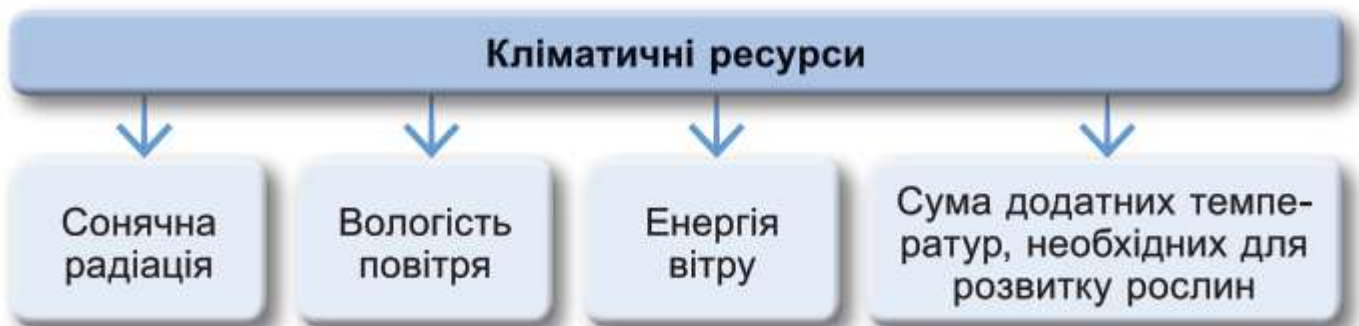 Кліматичні ресурси
Сонячна
радіація
Вологість
повітря
Енергія
вітру
Сума додатних темпе-
ратур, необхідних для
розвитку рослин